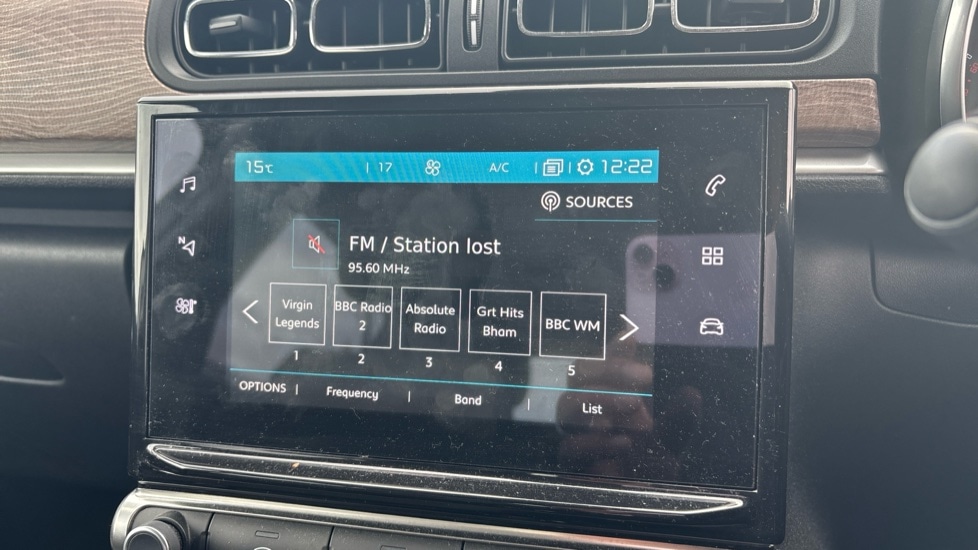 15°C | 17 A/C | | 12:22
SOURCES
FM / Station lost
95.60 MHz
Virgin Legends
BBC Radio 2
Absolute Radio
Grt Hits Bham
BBC WM
1 2 3 4 5
OPTIONS | Frequency | Band | List
N